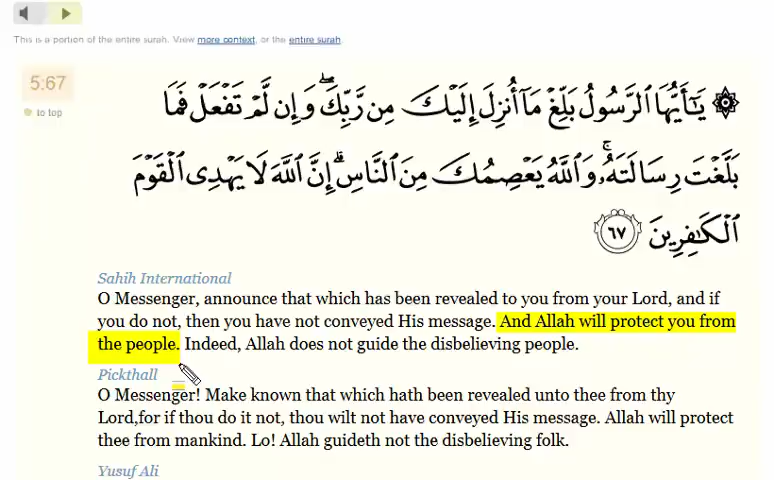 This is a portion of the entire surah. View more context, or the entire surah.
5:67
to top
۞ يَـٰٓأَيُّهَا ٱلرَّسُولُ بَلِّغْ مَآ أُنزِلَ إِلَيْكَ مِن رَّبِّكَ ۖ وَإِن لَّمْ تَفْعَلْ فَمَا
بَلَّغْتَ رِسَالَتَهُۥ ۚ وَٱللَّهُ يَعْصِمُكَ مِنَ ٱلنَّاسِ ۗ إِنَّ ٱللَّهَ لَا يَهْدِى ٱلْقَوْمَ
ٱلْكَـٰفِرِينَ ٦٧
Sahih International
O Messenger, announce that which has been revealed to you from your Lord, and if
you do not, then you have not conveyed His message. And Allah will protect you from
the people. Indeed, Allah does not guide the disbelieving people.
Pickthall
O Messenger! Make known that which hath been revealed unto thee from thy
Lord,for if thou do it not, thou wilt not have conveyed His message. Allah will protect
thee from mankind. Lo! Allah guideth not the disbelieving folk.
Yusuf Ali